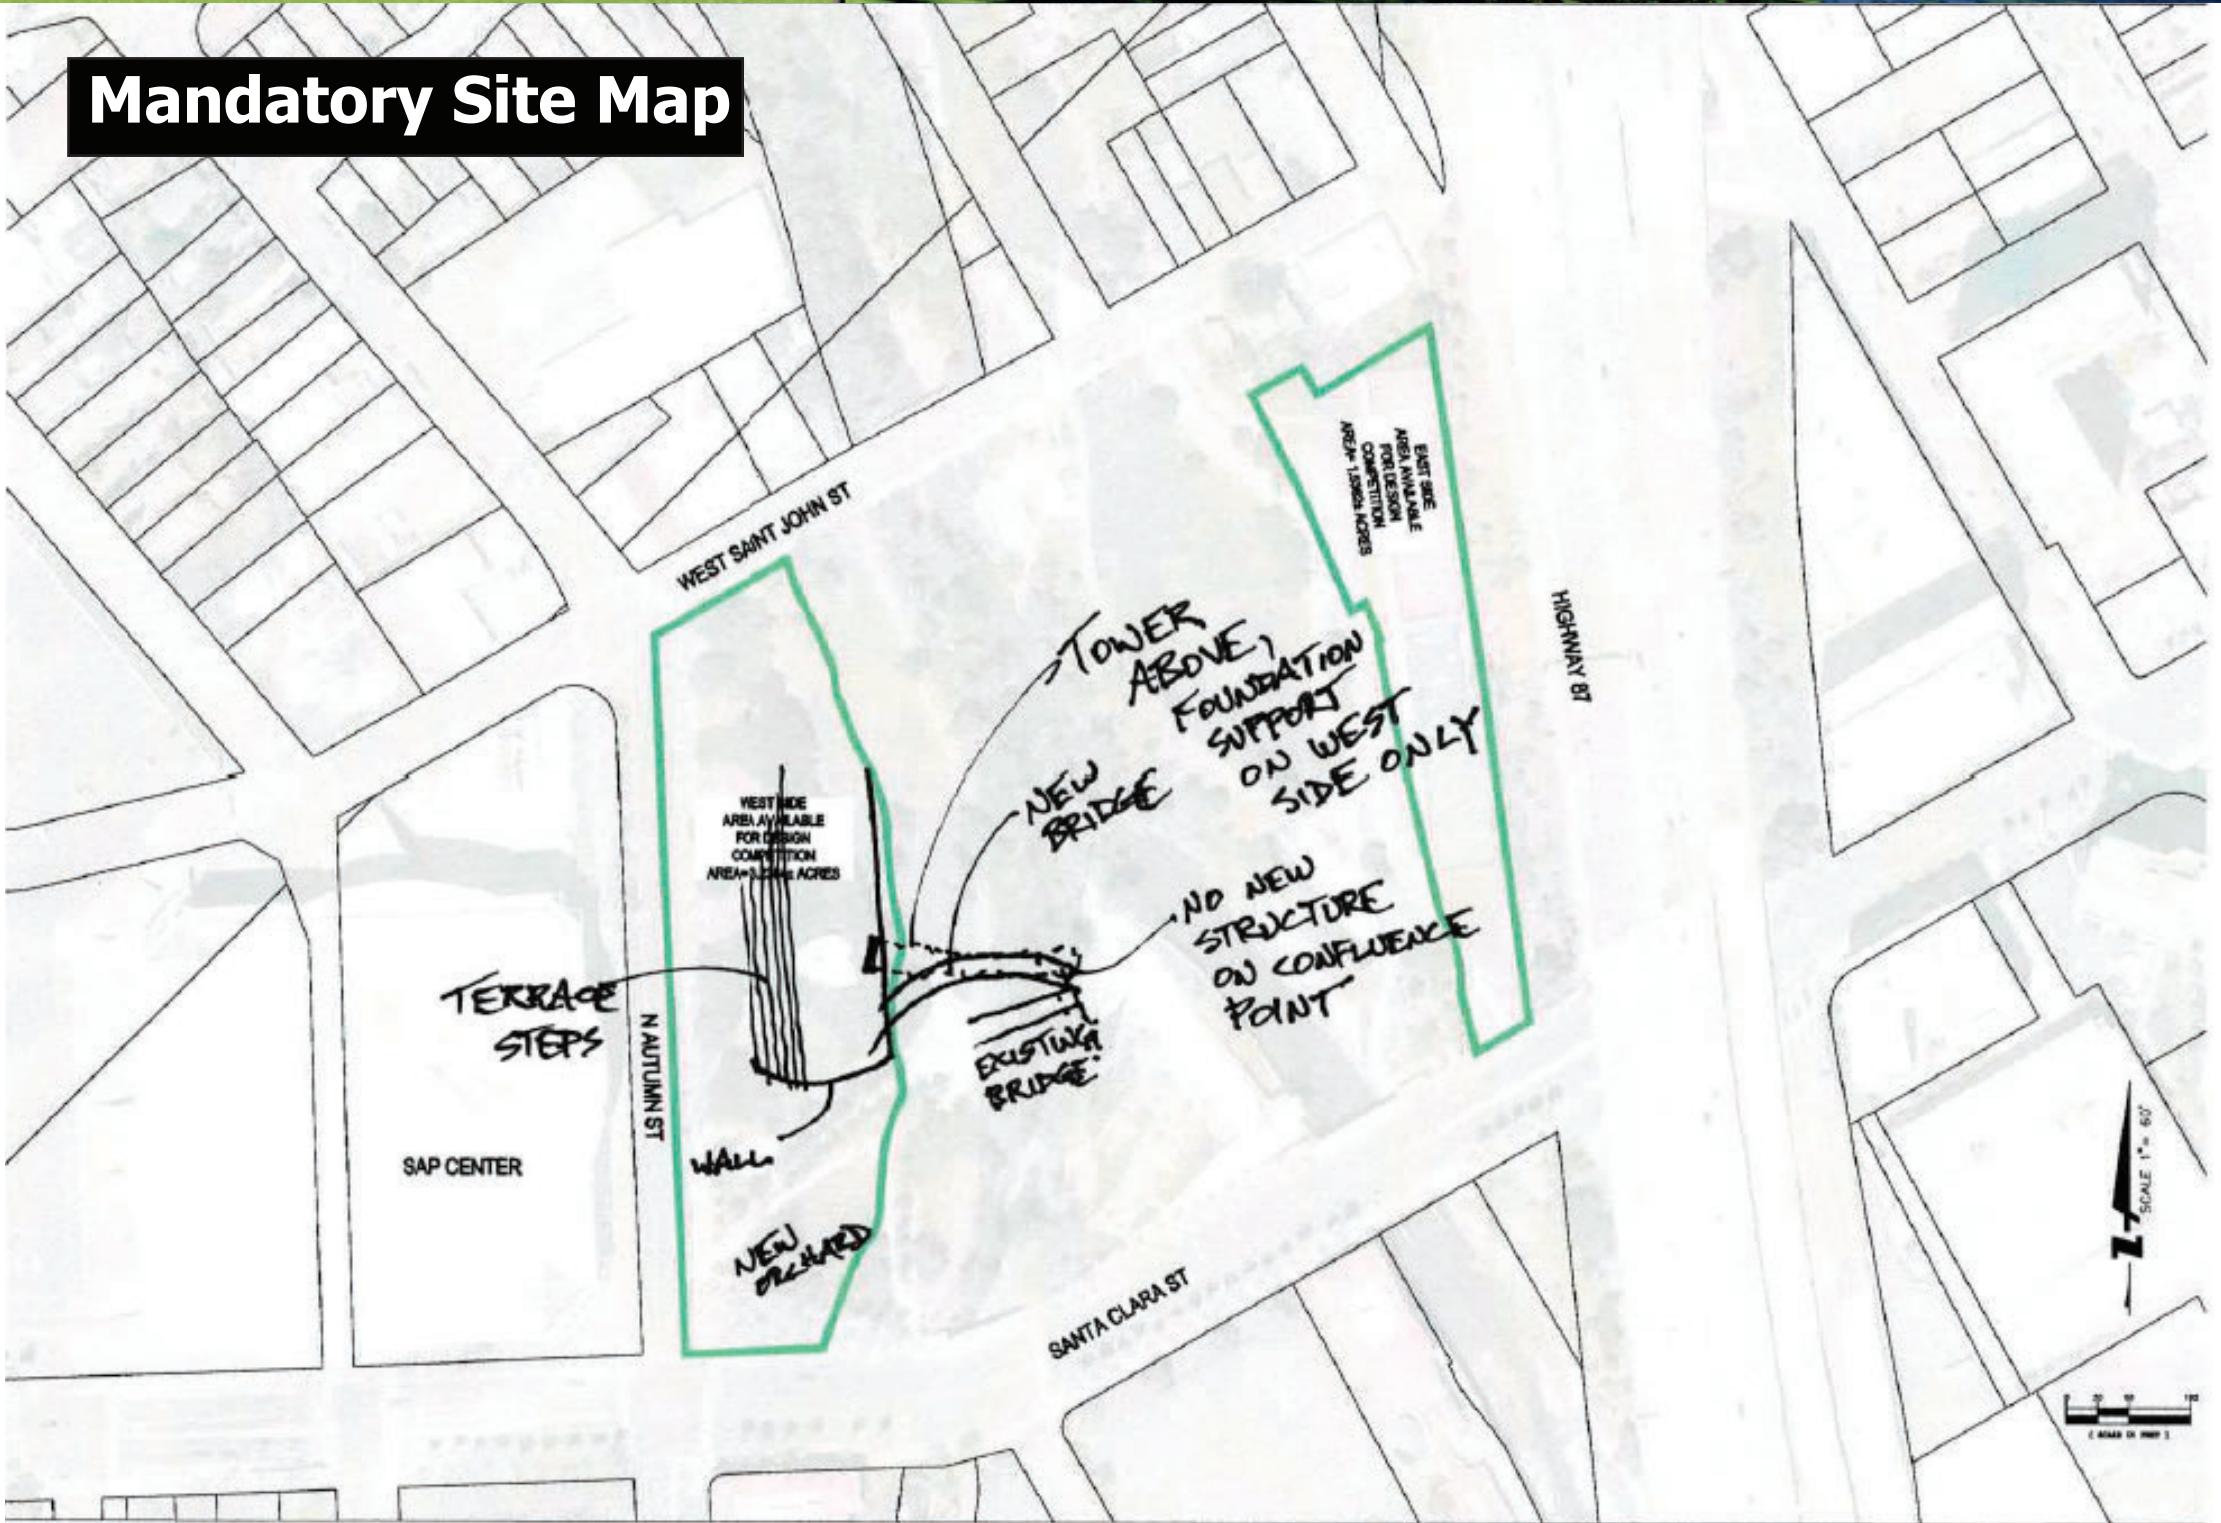 Mandatory Site Map
EAST SIDE
AREA AVAILABLE
FOR DESIGN
COMPETITION
ACRES
WEST SAINT JOHN ST
HIGHWAY 87
TOWER
ABOVE,
FOUNDATION
SUPPORT
ON WEST
SIDE ONLY
NEW
BRIDGE
WEST SIDE
AREA AVAILABLE
FOR DESIGN
COMPETITION
ACRES
NO NEW
STRUCTURE
ON CONFLUENCE
POINT
TERRACE
STEPS
N AUTUMN ST
EXISTING
BRIDGE
WALL
SAP CENTER
NEW
ORCHARD
SANTA CLARA ST
SCALE 1"= 60'
N